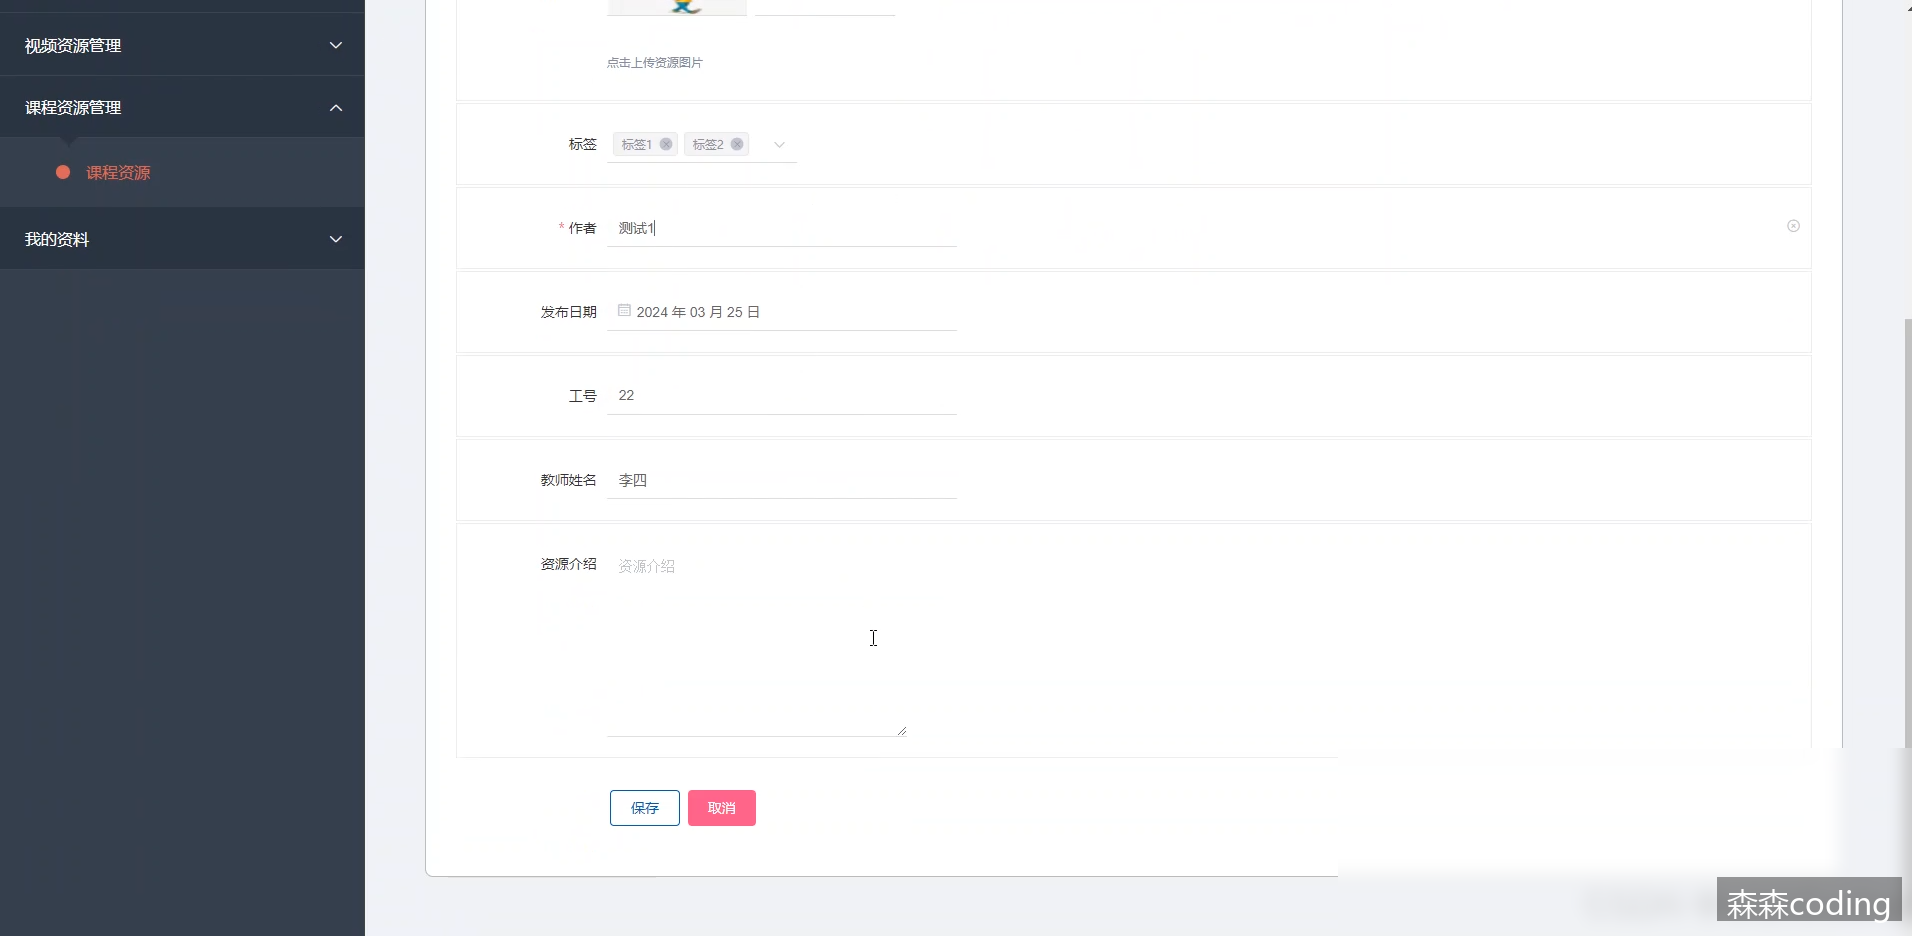 视频资源管理
课程资源管理
课程资源
我的资料
点击上传资源图片
标签 标签1 标签2
* 作者 测试1
发布日期 2024 年 03 月 25 日
工号 22
教师姓名 李四
资源介绍 资源介绍
保存 取消
森森coding